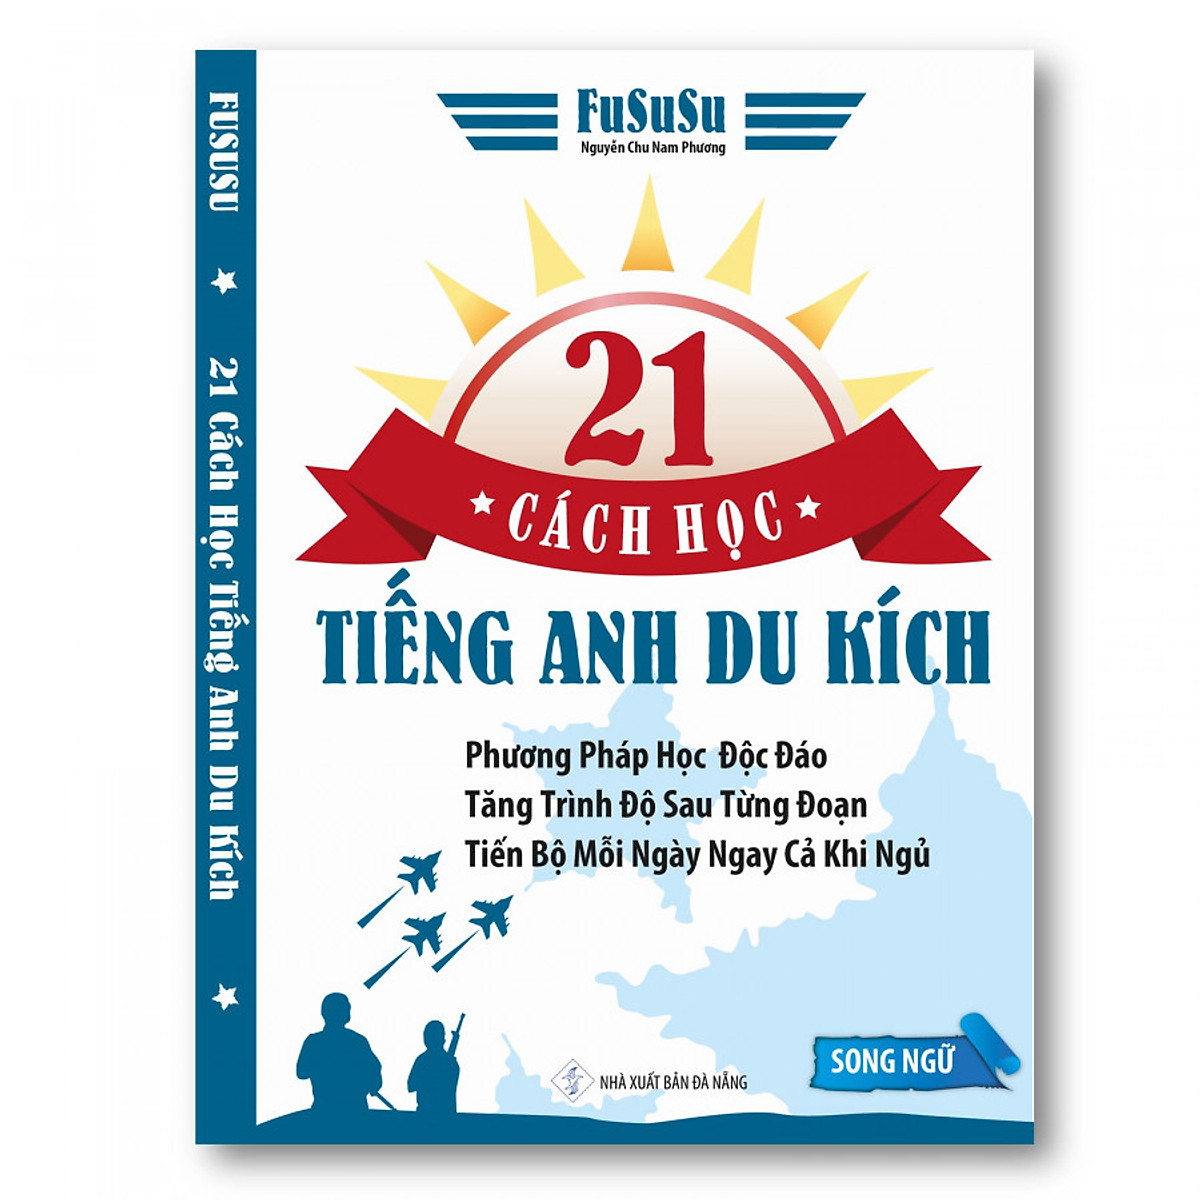 FuSuSu
Nguyễn Chu Nam Phương
21
CÁCH HỌC
TIẾNG ANH DU KÍCH
Phương Pháp Học Độc Đáo
Tăng Trình Độ Sau Từng Đoạn
Tiến Bộ Mỗi Ngày Ngay Cả Khi Ngủ
SONG NGỮ
NHÀ XUẤT BẢN ĐÀ NẴNG
FUSUSU
21 Cách Học Tiếng Anh Du Kích